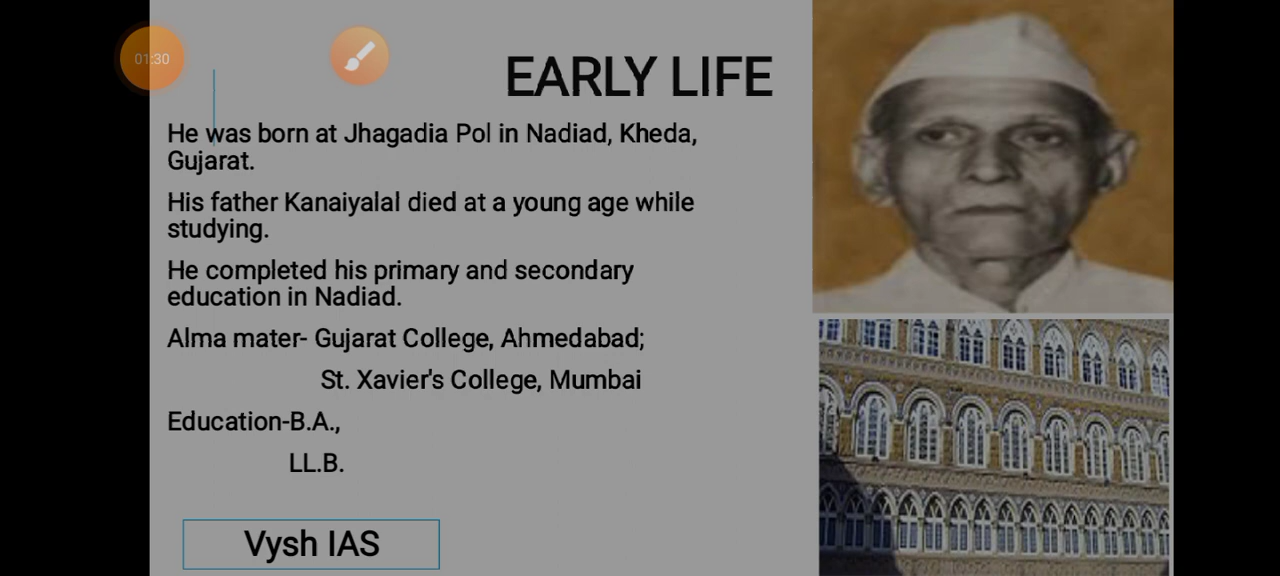 01:30
EARLY LIFE
He was born at Jhagadia Pol in Nadiad, Kheda,
Gujarat.
His father Kanaiyalal died at a young age while
studying.
He completed his primary and secondary
education in Nadiad.
Alma mater- Gujarat College, Ahmedabad;
St. Xavier's College, Mumbai
Education-B.A.,
LL.B.
Vysh IAS